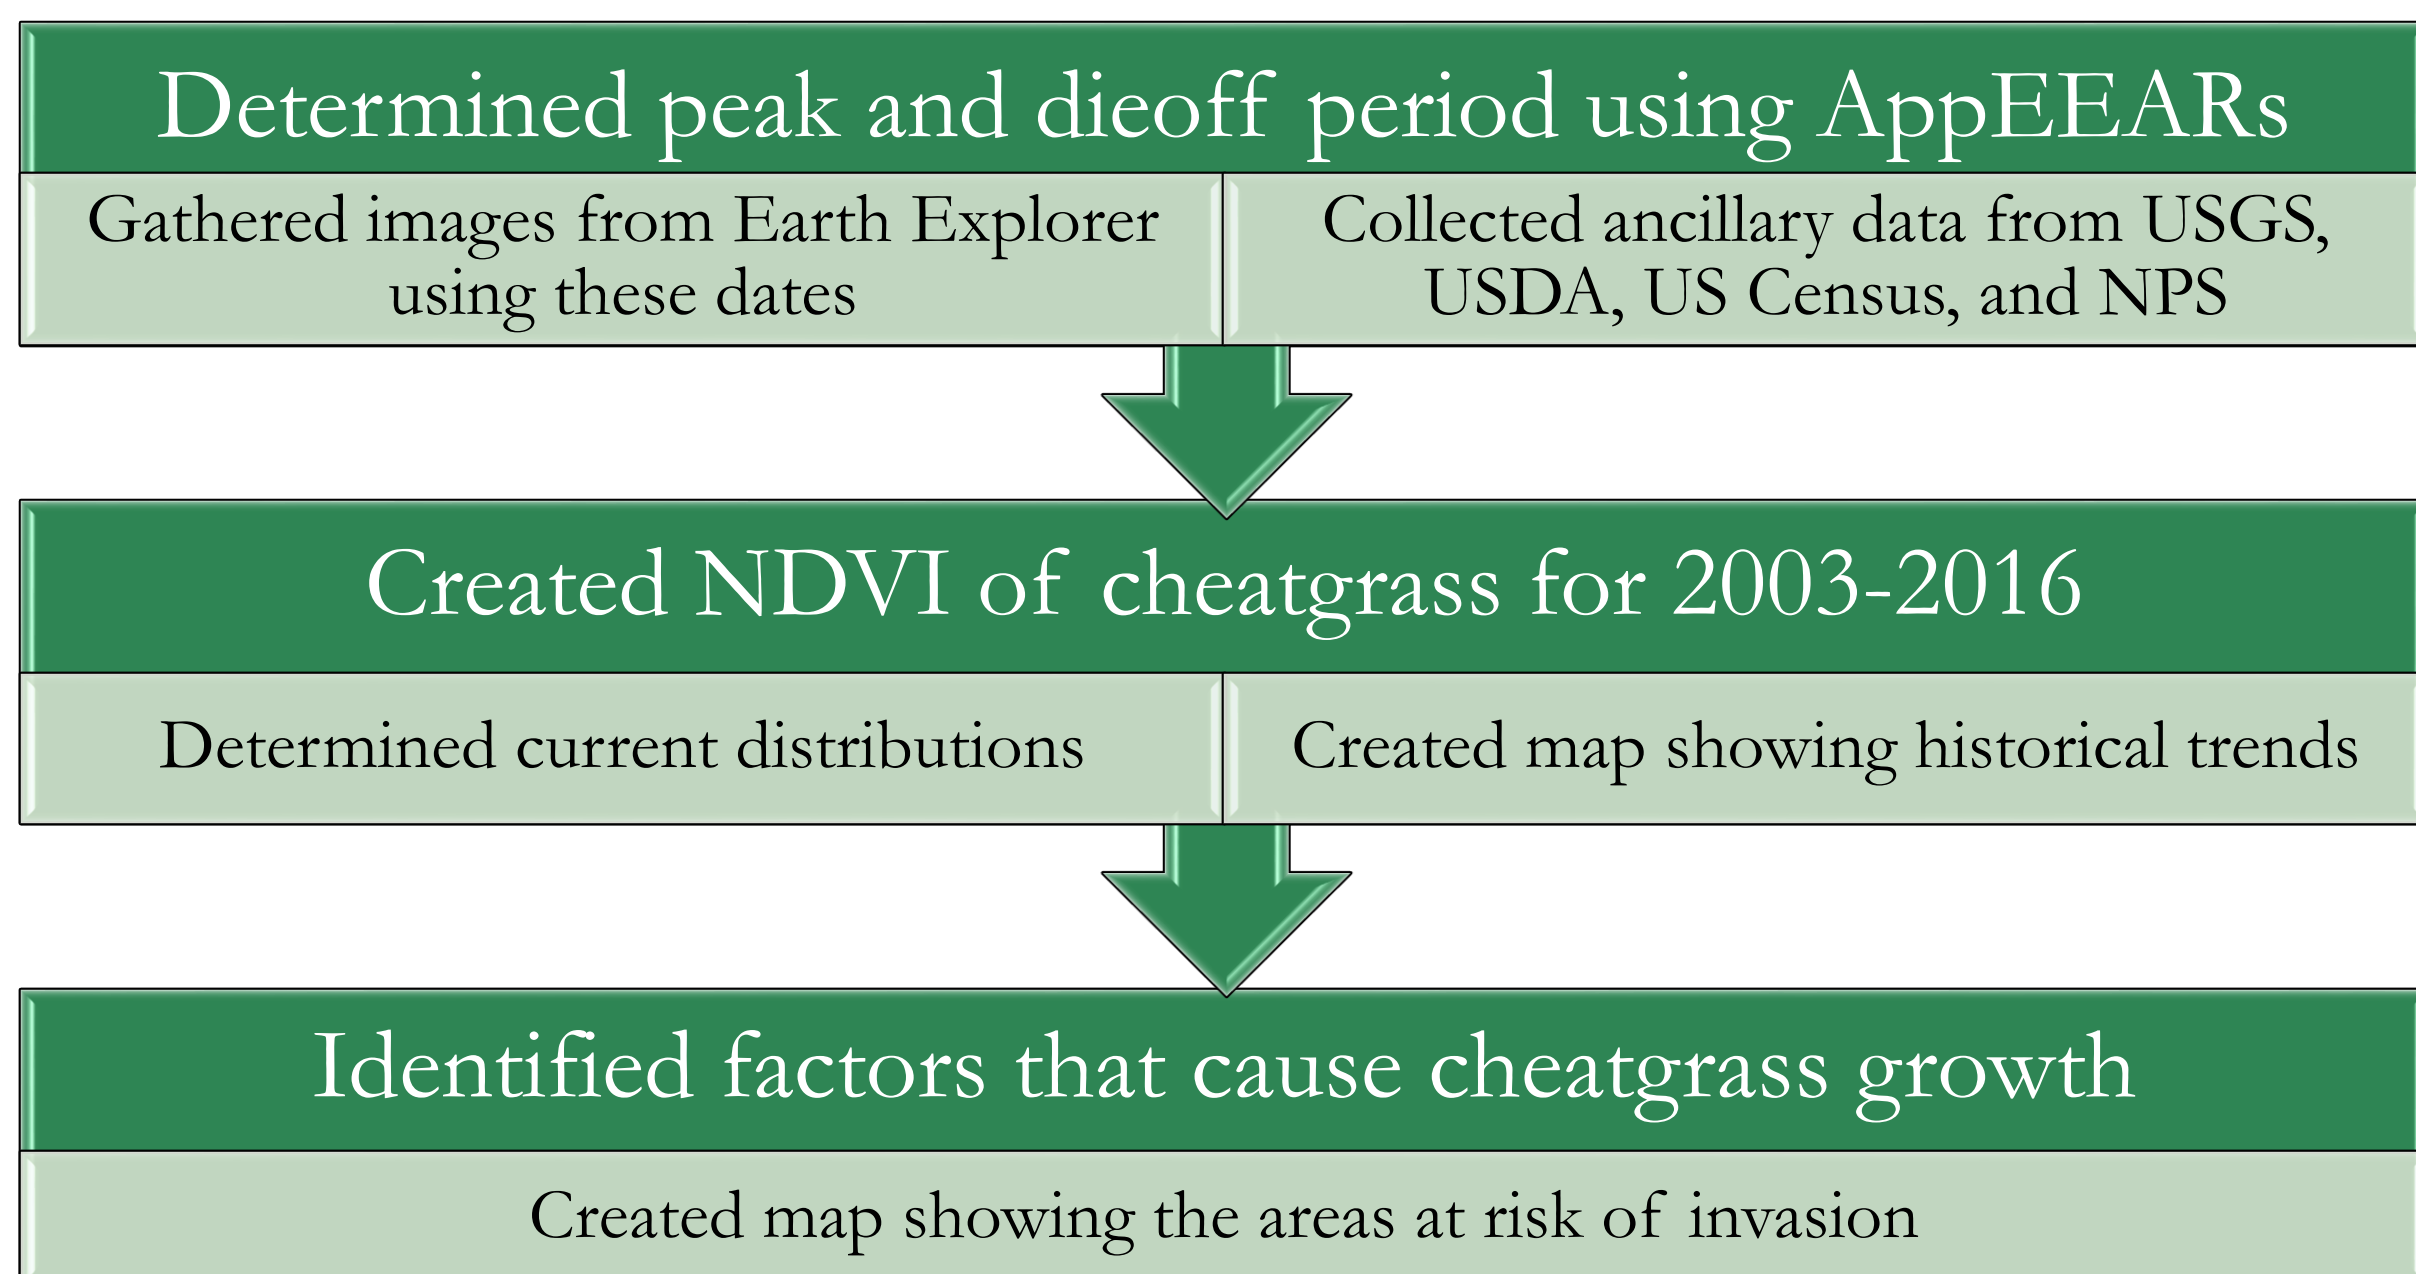 Determined peak and dieoff period using AppEEARs
Gathered images from Earth Explorer
using these dates
Collected ancillary data from USGS,
USDA, US Census, and NPS
Created NDVI of cheatgrass for 2003-2016
Determined current distributions
Created map showing historical trends
Identified factors that cause cheatgrass growth
Created map showing the areas at risk of invasion